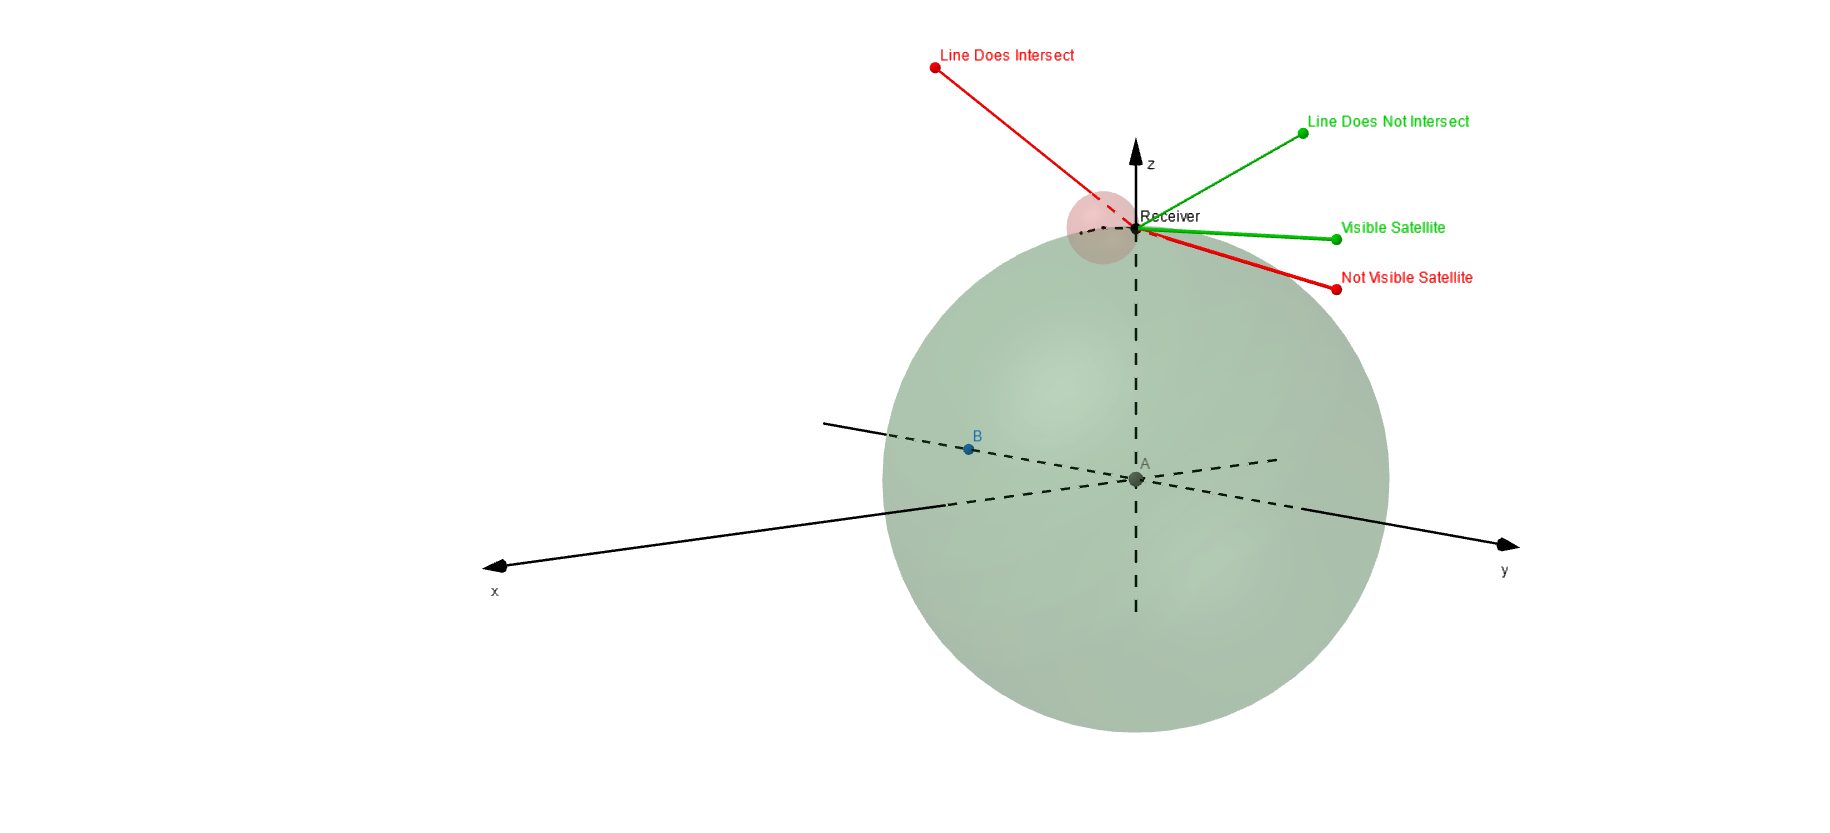 Line Does Intersect
Line Does Not Intersect
z
Receiver
Visible Satellite
Not Visible Satellite
B
A
x
y